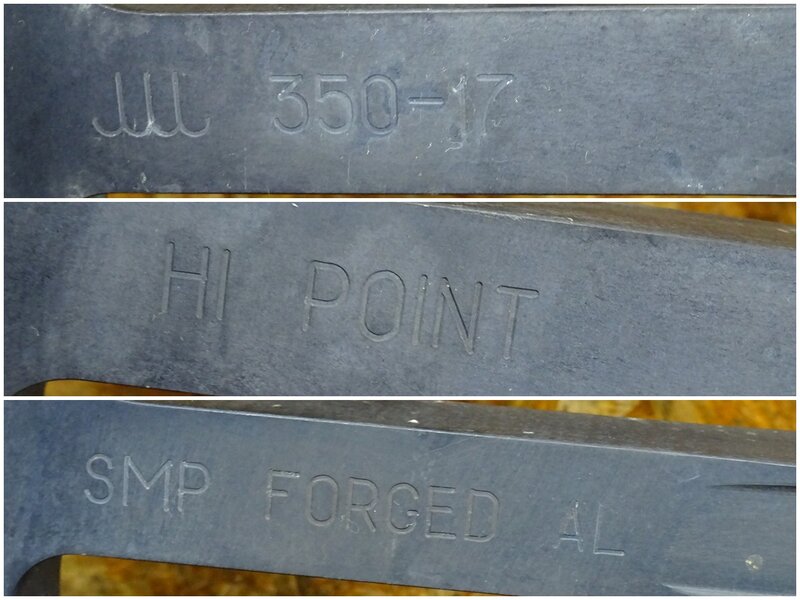 350-17
HI POINT
SMP FORGED AL